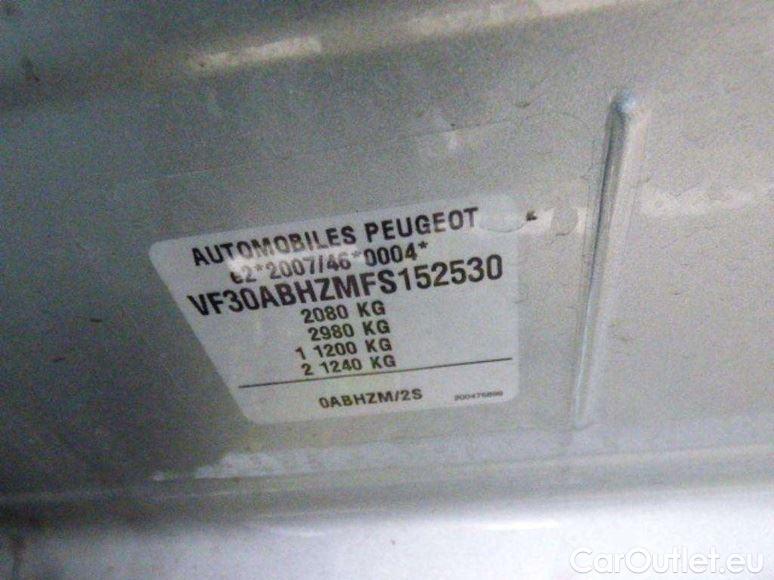 AUTOMOBILES PEUGEOT
e2*2007/46*0004*
VF30ABHZMFS152530
2080 KG
2980 KG
1 1200 KG
2 1240 KG
0ABHZM/2S
CarOutlet.eu